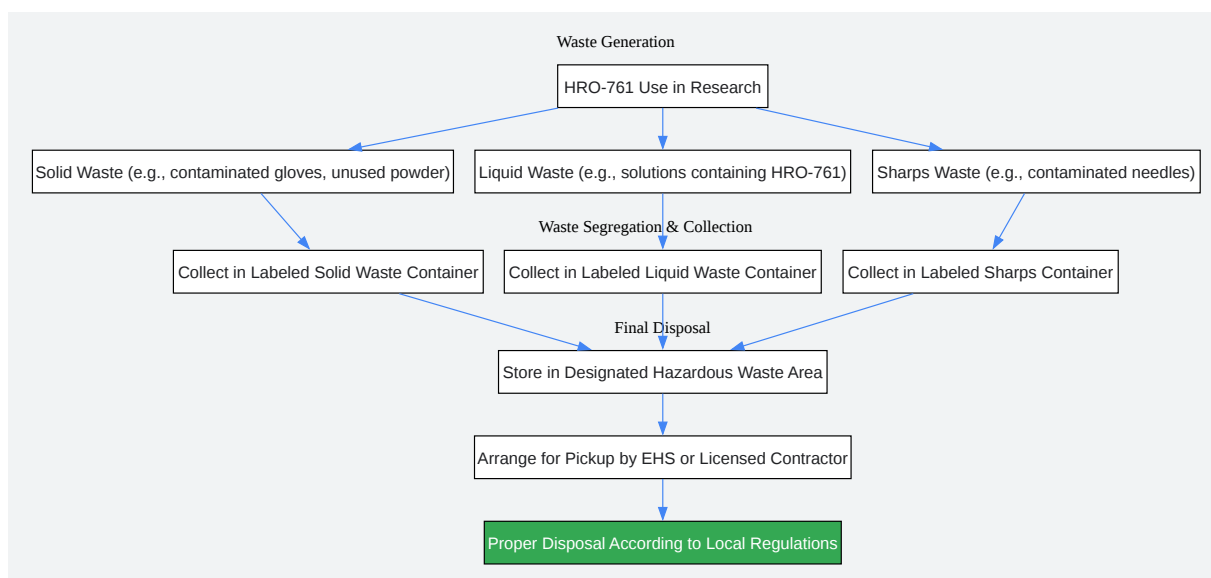 Waste Generation
HRO-761 Use in Research
Solid Waste (e.g., contaminated gloves, unused powder)
Liquid Waste (e.g., solutions containing HRO-761)
Sharps Waste (e.g., contaminated needles)
Waste Segregation & Collection
Collect in Labeled Solid Waste Container
Collect in Labeled Liquid Waste Container
Collect in Labeled Sharps Container
Final Disposal
Store in Designated Hazardous Waste Area
Arrange for Pickup by EHS or Licensed Contractor
Proper Disposal According to Local Regulations